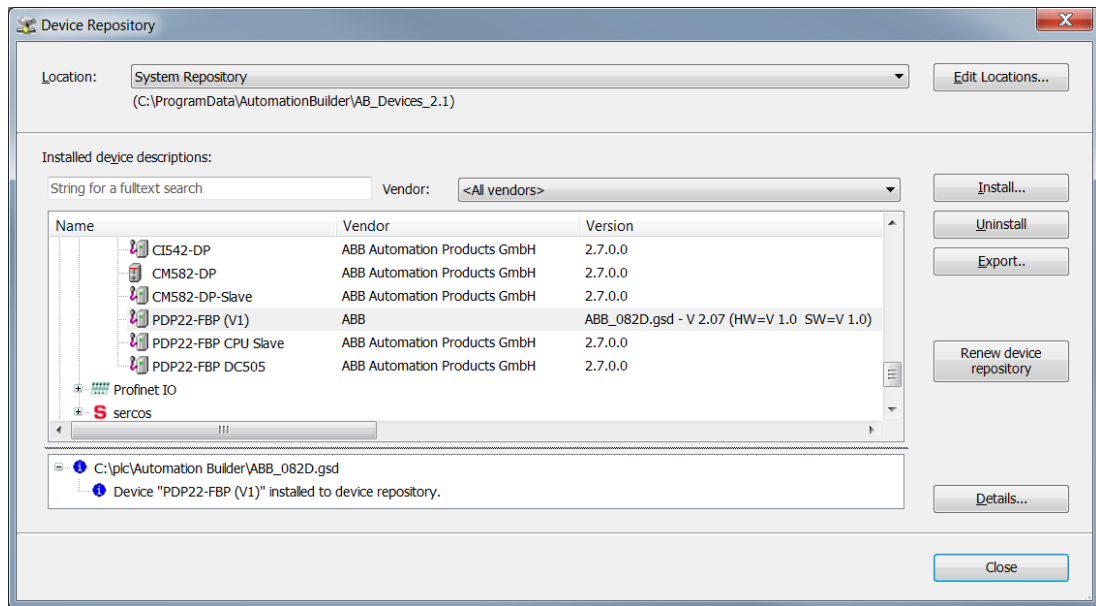 Device Repository
Location: System Repository Edit Locations...
(C:\ProgramData\AutomationBuilder\AB_Devices_2.1)
Installed device descriptions:
String for a fulltext search Vendor: <All vendors> Install...
Name Vendor Version Uninstall
CI542-DP ABB Automation Products GmbH 2.7.0.0
CM582-DP ABB Automation Products GmbH 2.7.0.0 Export..
CM582-DP-Slave ABB Automation Products GmbH 2.7.0.0
PDP22-FBP (V1) ABB ABB_082D.gsd - V 2.07 (HW=V 1.0 SW=V 1.0)
PDP22-FBP CPU Slave ABB Automation Products GmbH 2.7.0.0
PDP22-FBP DC505 ABB Automation Products GmbH 2.7.0.0
Renew device
repository
Profinet IO
S sercos
C:\plc\Automation Builder\ABB_082D.gsd
Device "PDP22-FBP (V1)" installed to device repository.
Details...
Close